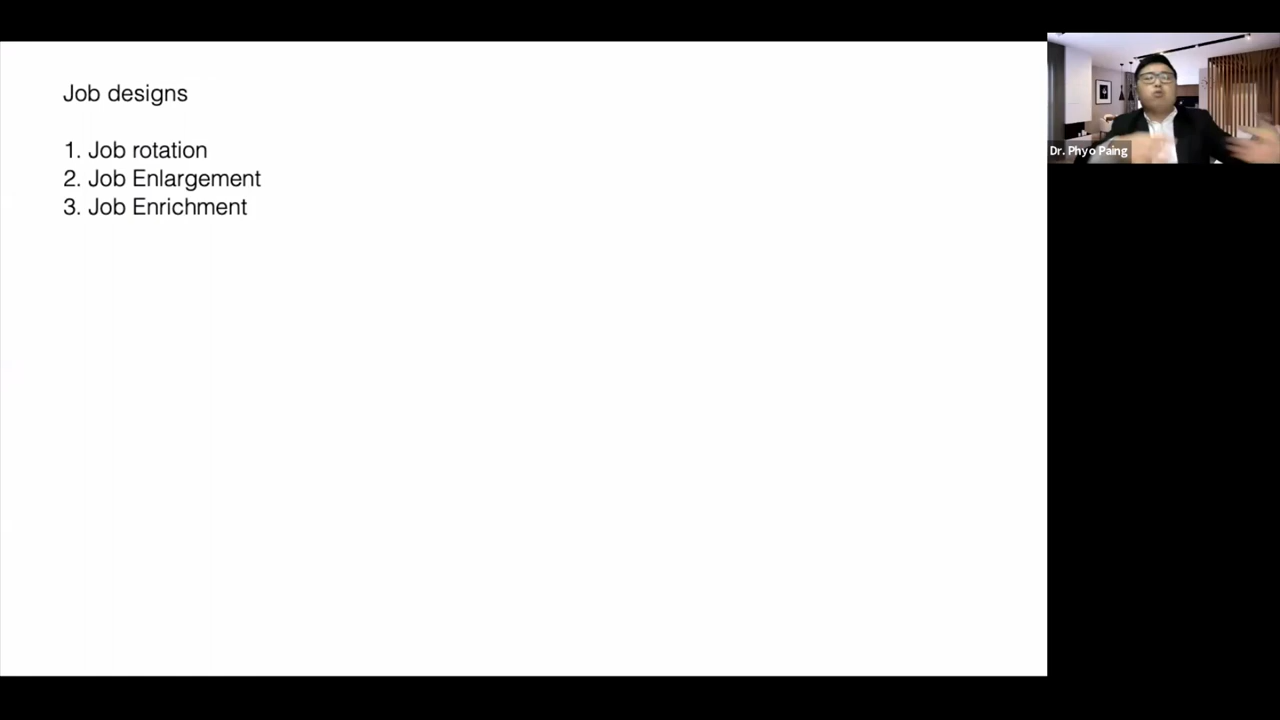 Job designs
1. Job rotation
2. Job Enlargement
3. Job Enrichment
Dr. Phyo Paing